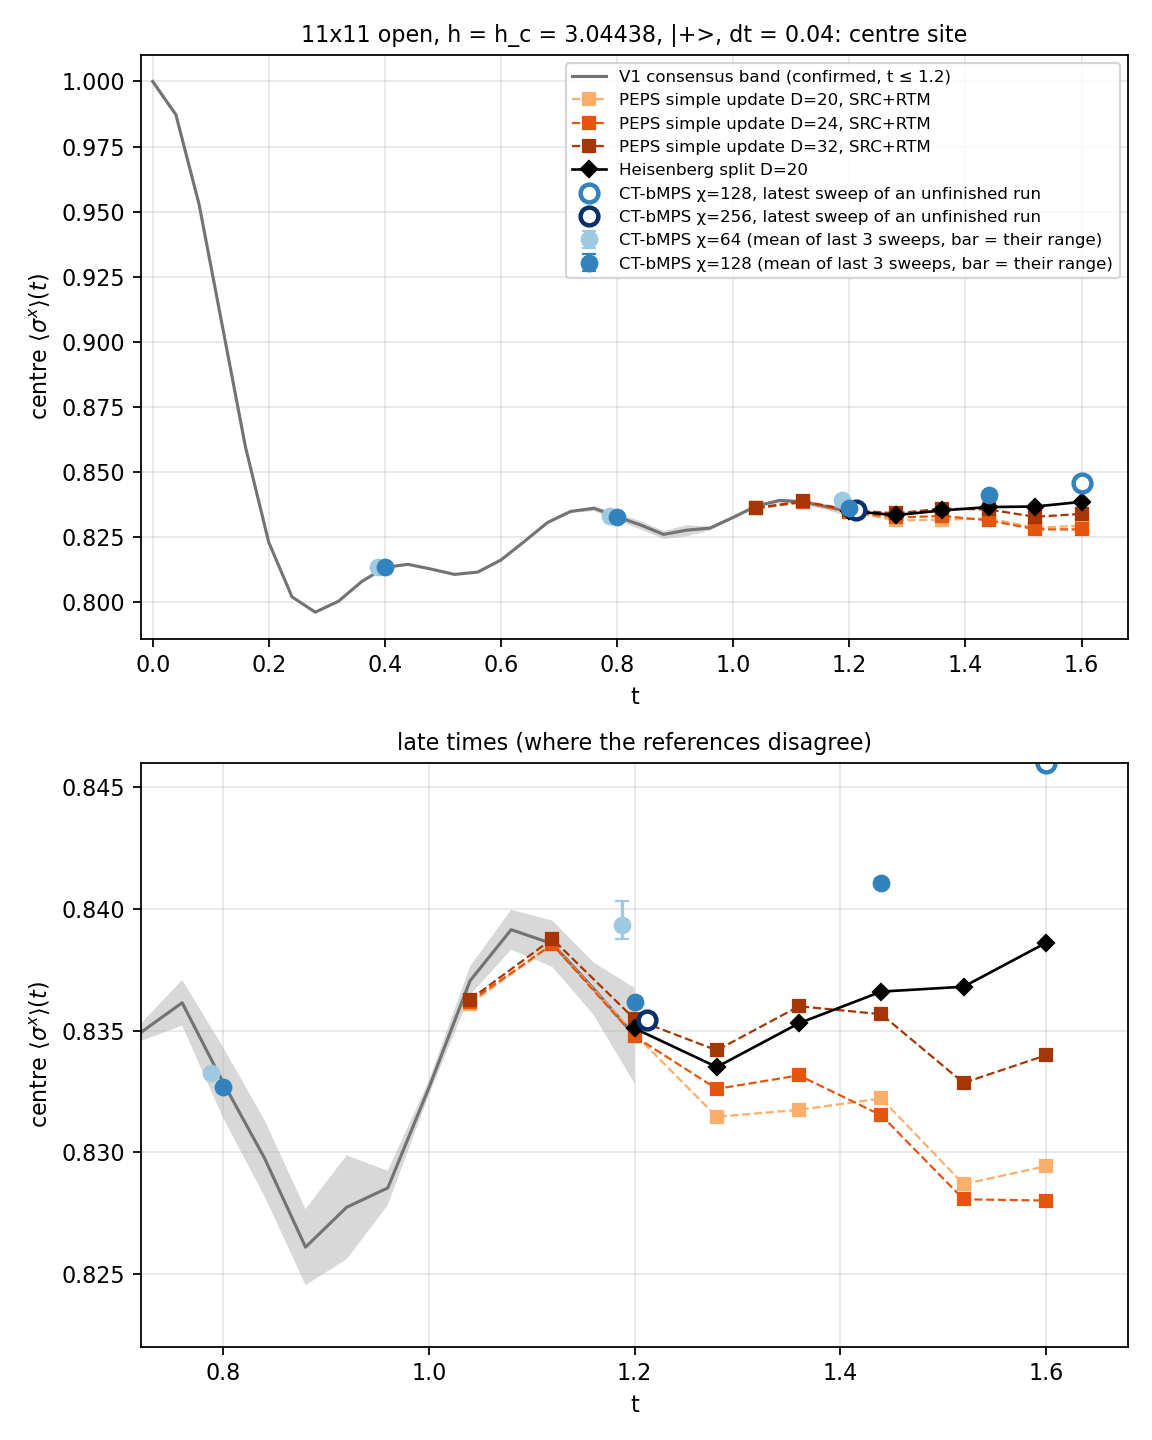 11x11 open, h = h_c = 3.04438, |+>, dt = 0.04: centre site
V1 consensus band (confirmed, t ≤ 1.2)
PEPS simple update D=20, SRC+RTM
PEPS simple update D=24, SRC+RTM
PEPS simple update D=32, SRC+RTM
Heisenberg split D=20
CT-bMPS χ=128, latest sweep of an unfinished run
CT-bMPS χ=256, latest sweep of an unfinished run
CT-bMPS χ=64 (mean of last 3 sweeps, bar = their range)
CT-bMPS χ=128 (mean of last 3 sweeps, bar = their range)
centre ⟨σˣ⟩(t)
1.000
0.975
0.950
0.925
0.900
0.875
0.850
0.825
0.800
0.0 0.2 0.4 0.6 0.8 1.0 1.2 1.4 1.6
t
late times (where the references disagree)
centre ⟨σˣ⟩(t)
0.845
0.840
0.835
0.830
0.825
0.8 1.0 1.2 1.4 1.6
t